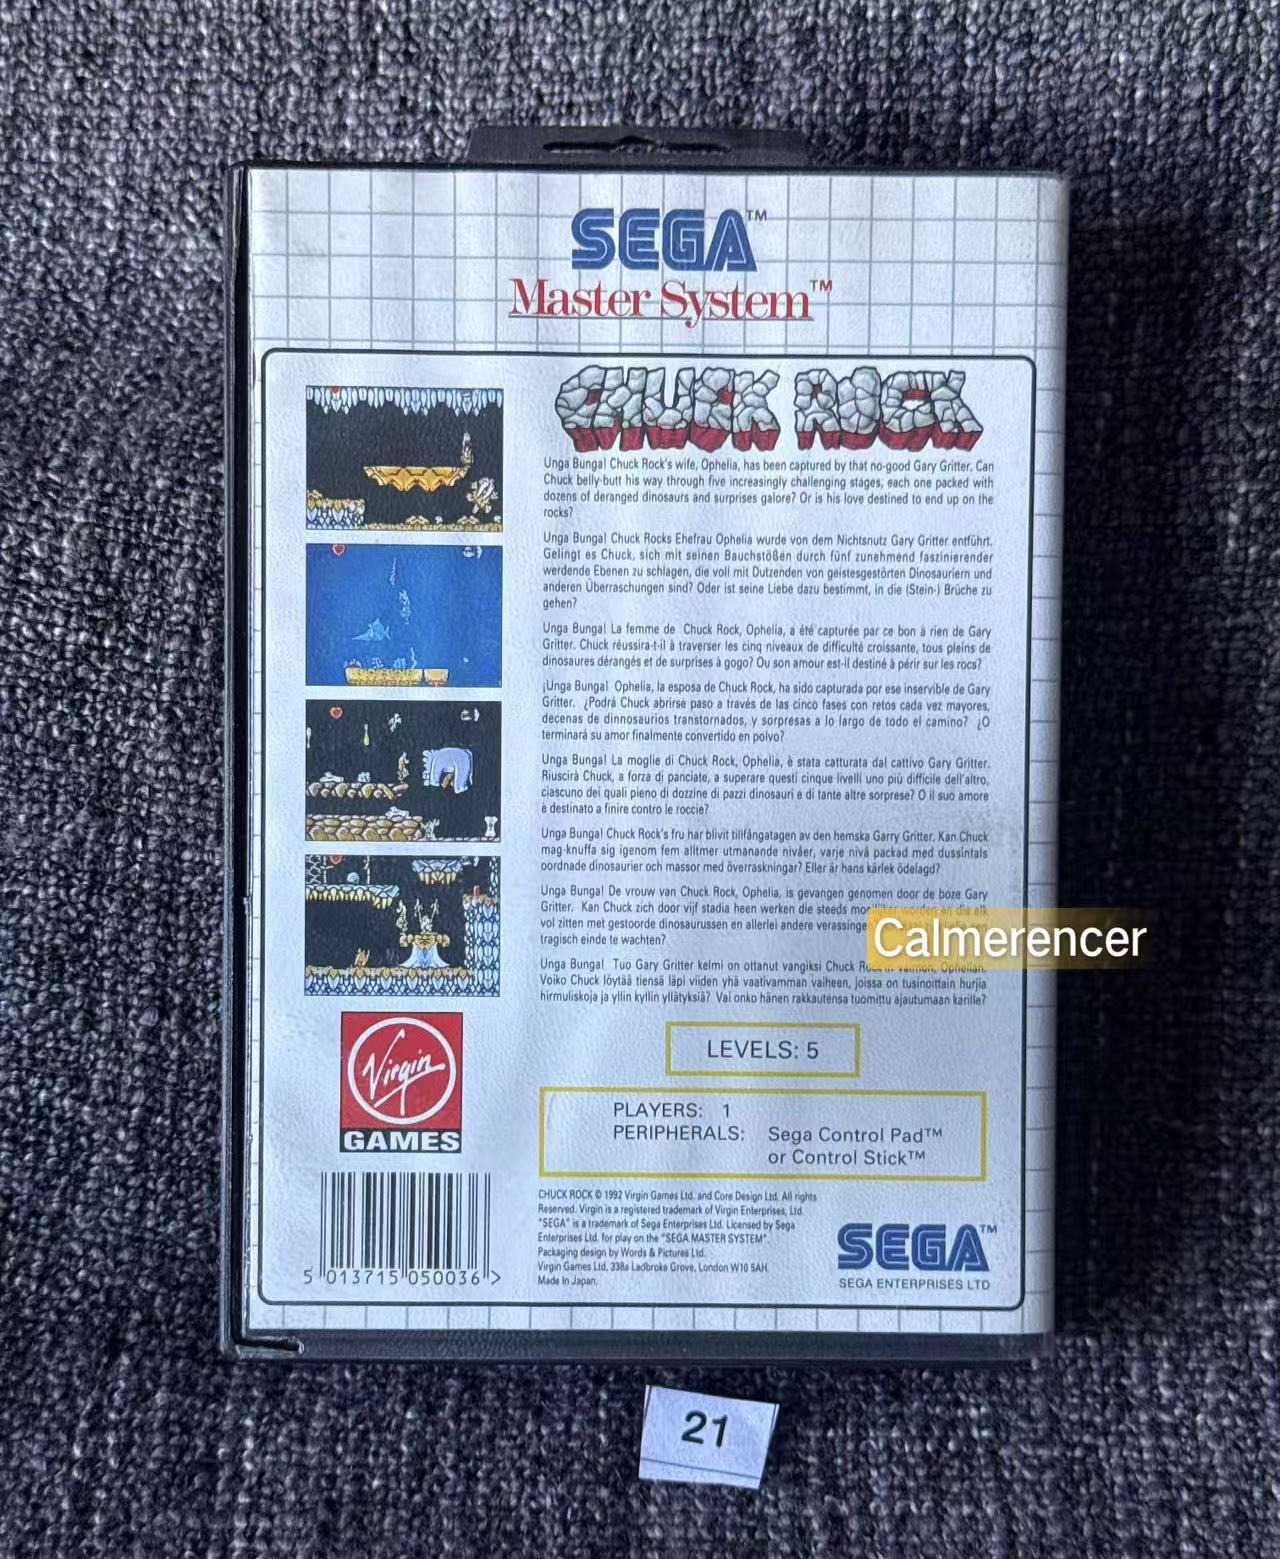 SEGA™
Master System™
CHUCK ROCK
Unga Bunga! Chuck Rock's wife, Ophelia, has been captured by that no-good Gary Gritter. Can
Chuck belly-butt his way through five increasingly challenging stages, each one packed with
dozens of deranged dinosaurs and surprises galore? Or is his love destined to end up on the
rocks?
Unga Bunga! Chuck Rocks Ehefrau Ophelia wurde von dem Nichtsnutz Gary Gritter entführt.
Gelingt es Chuck, sich mit seinen Bauchstößen durch fünf zunehmend faszinierender
werdende Ebenen zu schlagen, die voll mit Dutzenden von geistesgestörten Dinosauriern und
anderen Überraschungen sind? Oder ist seine Liebe dazu bestimmt, in die (Stein-) Brüche zu
gehen?
Unga Bunga! La femme de Chuck Rock, Ophelia, a été capturée par ce bon à rien de Gary
Gritter. Chuck réussira-t-il à traverser les cinq niveaux de difficulté croissante, tous pleins de
dinosaures dérangés et de surprises à gogo? Ou son amour est-il destiné à périr sur les rocs?
¡Unga Bunga! Ophelia, la esposa de Chuck Rock, ha sido capturada por ese inservible de Gary
Gritter. ¿Podrá Chuck abrirse paso a través de las cinco fases con retos cada vez mayores,
decenas de dinnosaurios transtornados, y sorpresas a lo largo de todo el camino? ¿O
terminará su amor finalmente convertido en polvo?
Unga Bunga! La moglie di Chuck Rock, Ophelia, è stata catturata dal cattivo Gary Gritter.
Riuscirà Chuck, a forza di panciate, a superare questi cinque livelli uno più difficile dell'altro,
ciascuno dei quali pieno di dozzine di pazzi dinosauri e di tante altre sorprese? O il suo amore
è destinato a finire contro le roccie?
Unga Bunga! Chuck Rock's fru har blivit tillfångatagen av den hemska Garry Gritter. Kan Chuck
mag-knuffa sig igenom fem alltmer utmanande nivåer, varje nivå packad med dussintals
oordnade dinosaurier och massor med överraskningar? Eller är hans kärlek ödelagd?
Unga Bunga! De vrouw van Chuck Rock, Ophelia, is gevangen genomen door de boze Gary
Gritter. Kan Chuck zich door vijf stadia heen werken die steeds moeilijker worden en die elk
vol zitten met gestoorde dinosaurussen en allerlei andere verassinge
tragisch einde te wachten?
Calmerencer
Unga Bunga! Tuo Gary Gritter kelmi on ottanut vangiksi Chuck Rock'in vaimon, Ophelian.
Voiko Chuck löytää tiensä läpi viiden yhä vaativamman vaiheen, joissa on tusinoittain hurjia
hirmuliskoja ja yllin kyllin yllätyksiä? Vai onko hänen rakkautensa tuomittu ajautumaan karille?
Virgin
GAMES
LEVELS: 5
PLAYERS: 1
PERIPHERALS: Sega Control Pad™
or Control Stick™
CHUCK ROCK © 1992 Virgin Games Ltd. and Core Design Ltd. All rights
Reserved. Virgin is a registered trademark of Virgin Enterprises, Ltd.
"SEGA" is a trademark of Sega Enterprises Ltd. Licensed by Sega
Enterprises Ltd. for play on the "SEGA MASTER SYSTEM".
Packaging design by Words & Pictures Ltd.
Virgin Games Ltd, 338a Ladbroke Grove, London W10 5AH.
Made In Japan.
5 013715 050036 >
SEGA™
SEGA ENTERPRISES LTD
21